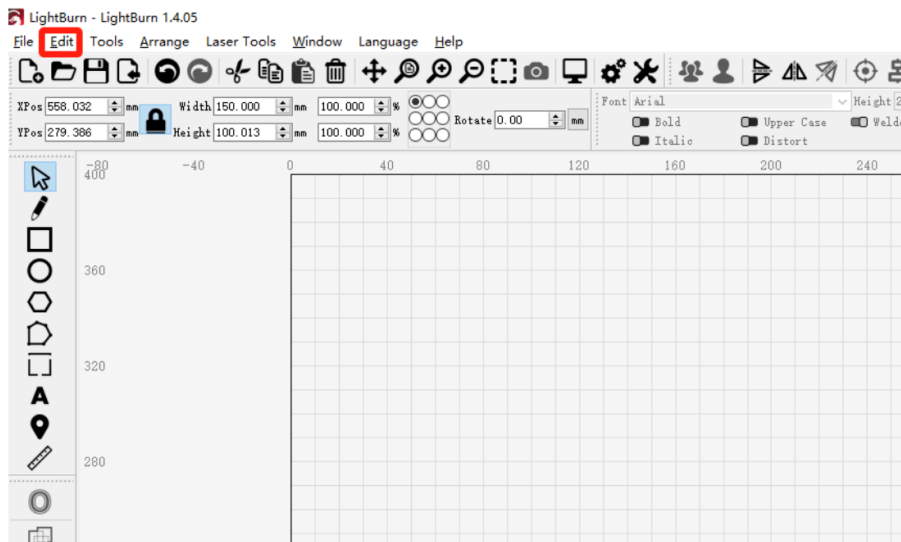 LightBurn - LightBurn 1.4.05
File Edit Tools Arrange Laser Tools Window Language Help
XPos 558.032 mm Width 150.000 mm 100.000 % Rotate 0.00 mm Font Arial Height
YPos 279.386 mm Height 100.013 mm 100.000 % Bold Upper Case
Italic Distort
-80 -40 0 40 80 120 160 200 240
400
360
320
280